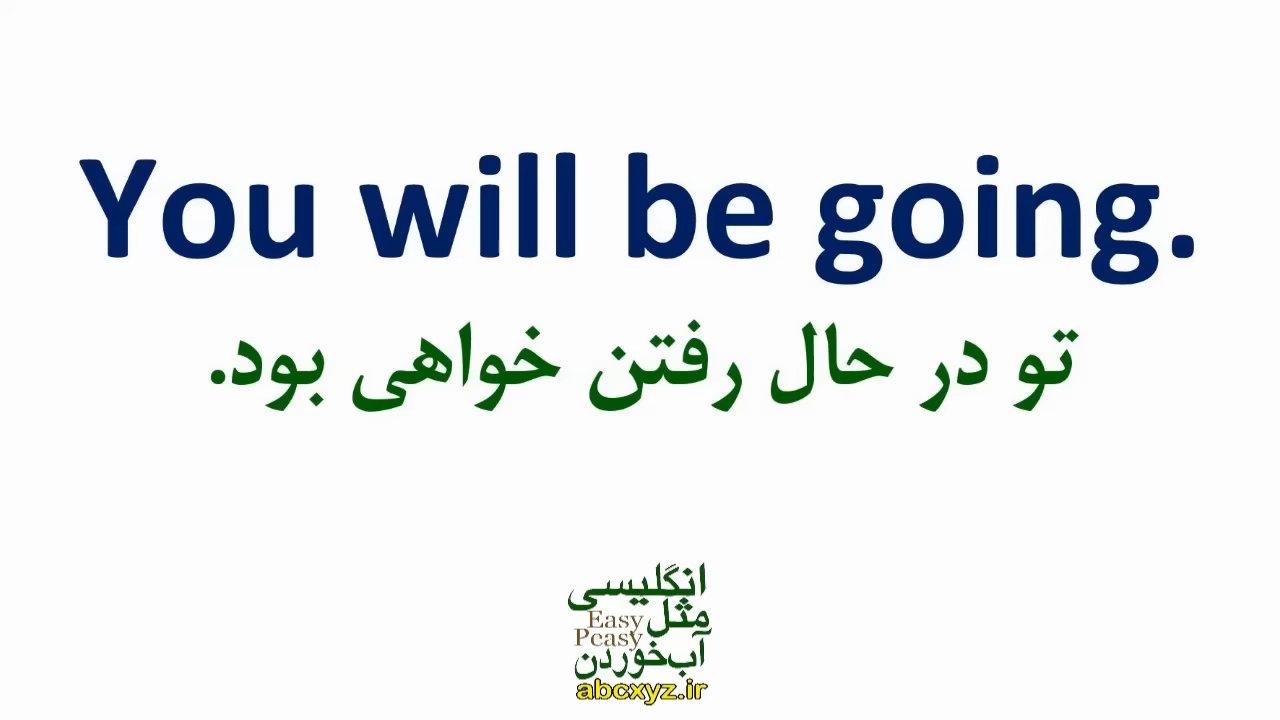 You will be going.
تو در حال رفتن خواهی بود.
انگلیسی
مثل
Easy
Peasy
آب‌خوردن
abcxyz.ir